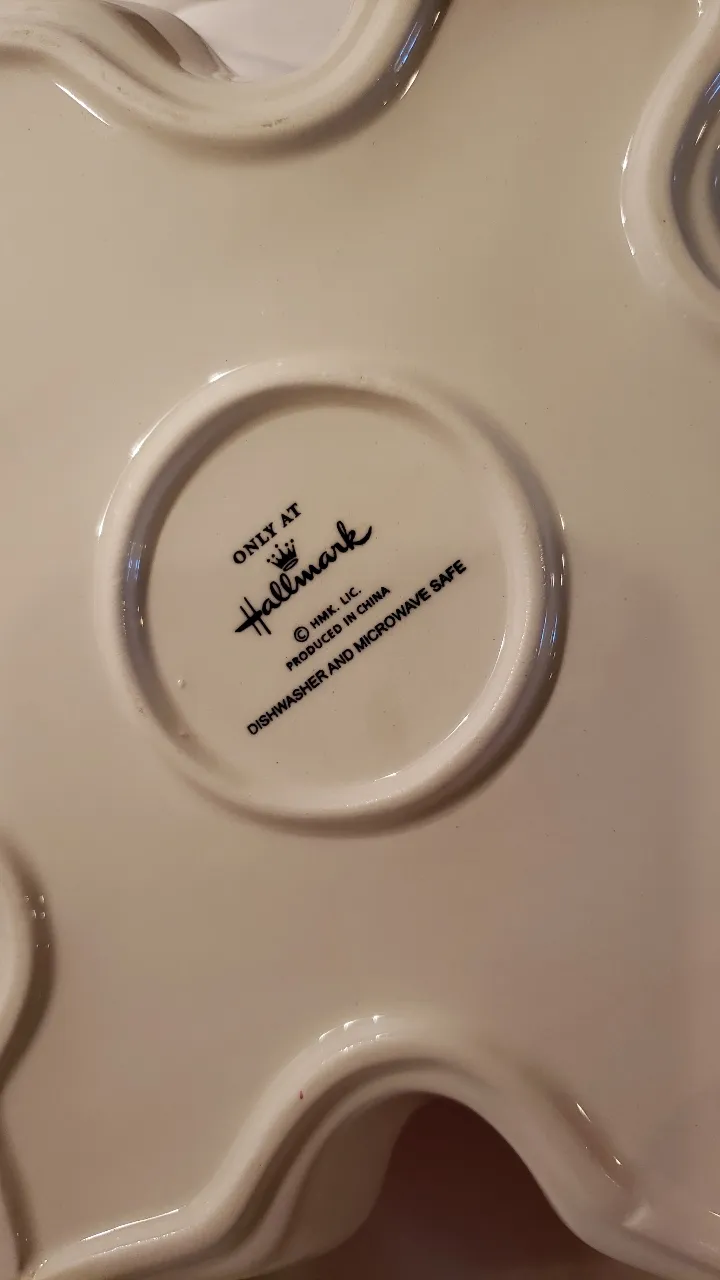 ONLY AT
Hallmark
© HMK. LIC.
PRODUCED IN CHINA
DISHWASHER AND MICROWAVE SAFE